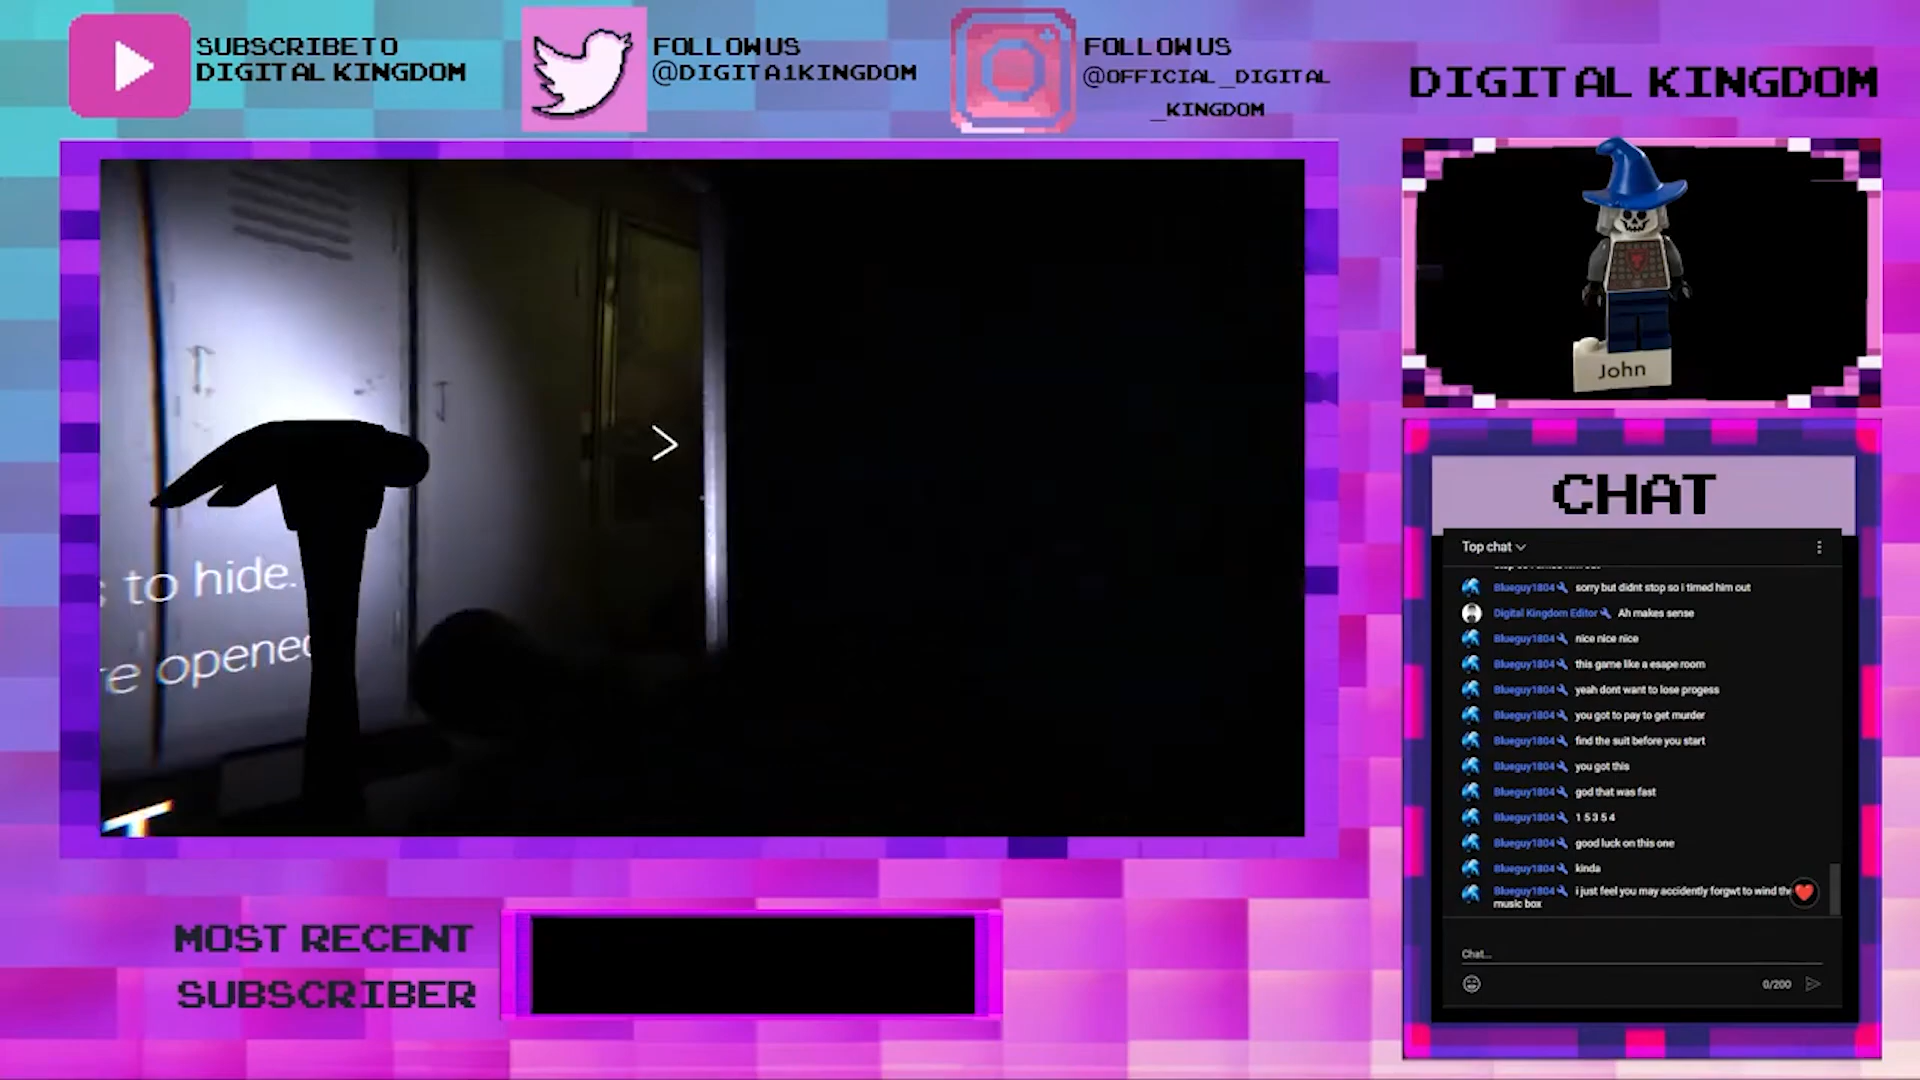 SUBSCRIBE TO
DIGITAL KINGDOM
FOLLOW US
@DIGITA1KINGDOM
FOLLOW US
@OFFICIAL_DIGITAL
_KINGDOM
DIGITAL KINGDOM
John
to hide.
opened
CHAT
Top chat
Blueguy1804 sorry but didnt stop so i timed him out
Digital Kingdom Editor Ah makes sense
Blueguy1804 nice nice nice
Blueguy1804 this game like a esape room
Blueguy1804 yeah dont want to lose progess
Blueguy1804 you got to pay to get murder
Blueguy1804 find the suit before you start
Blueguy1804 you got this
Blueguy1804 god that was fast
Blueguy1804 1 5 3 5 4
Blueguy1804 good luck on this one
Blueguy1804 kinda
Blueguy1804 i just feel you may accidently forgwt to wind the
music box
Chat...
0/200
MOST RECENT
SUBSCRIBER